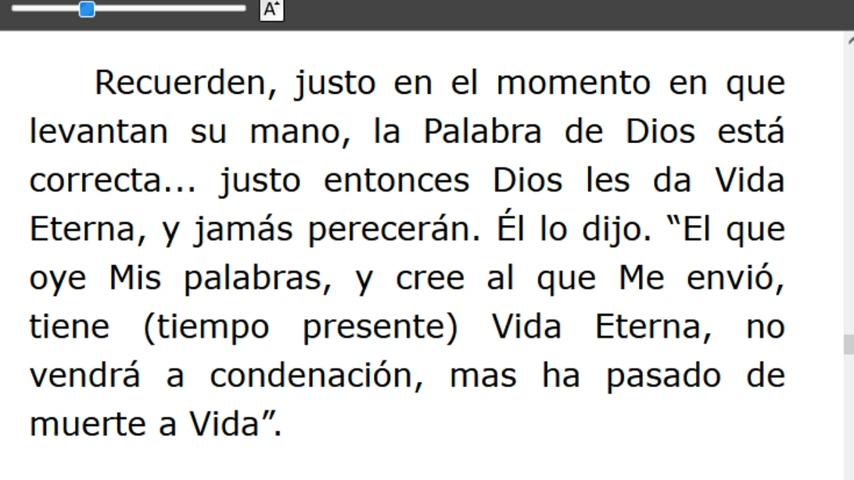 A
Recuerden, justo en el momento en que
levantan su mano, la Palabra de Dios está
correcta... justo entonces Dios les da Vida
Eterna, y jamás perecerán. Él lo dijo. “El que
oye Mis palabras, y cree al que Me envió,
tiene (tiempo presente) Vida Eterna, no
vendrá a condenación, mas ha pasado de
muerte a Vida”.